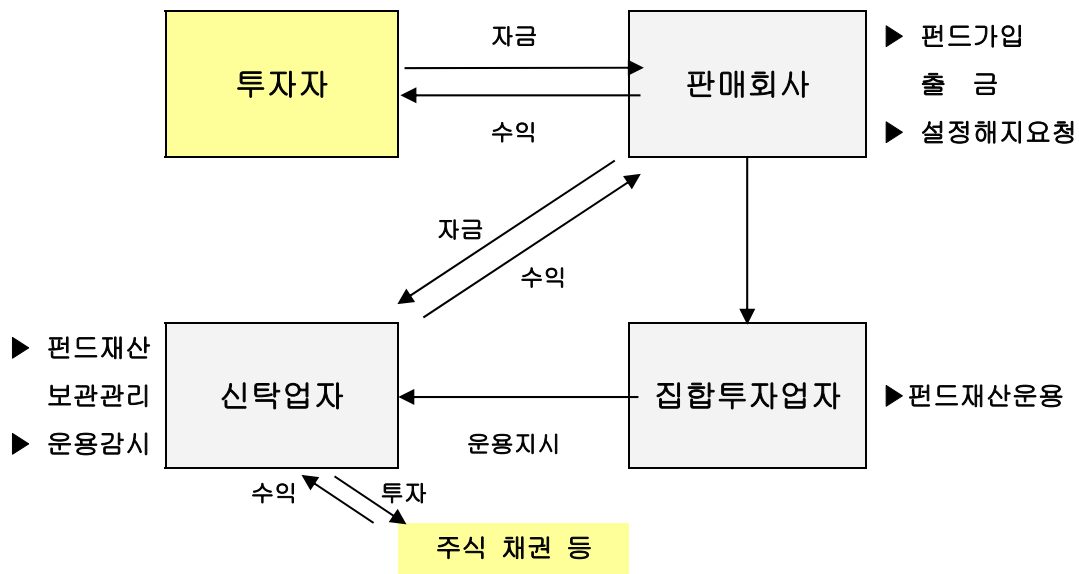 자금
▶ 펀드가입
투자자
판매회사
출 금
수익
▶ 설정해지요청
자금
수익
▶ 펀드재산
보관관리
▶ 운용감시
신탁업자
집합투자업자
▶펀드재산운용
운용지시
수익
투자
주식 채권 등